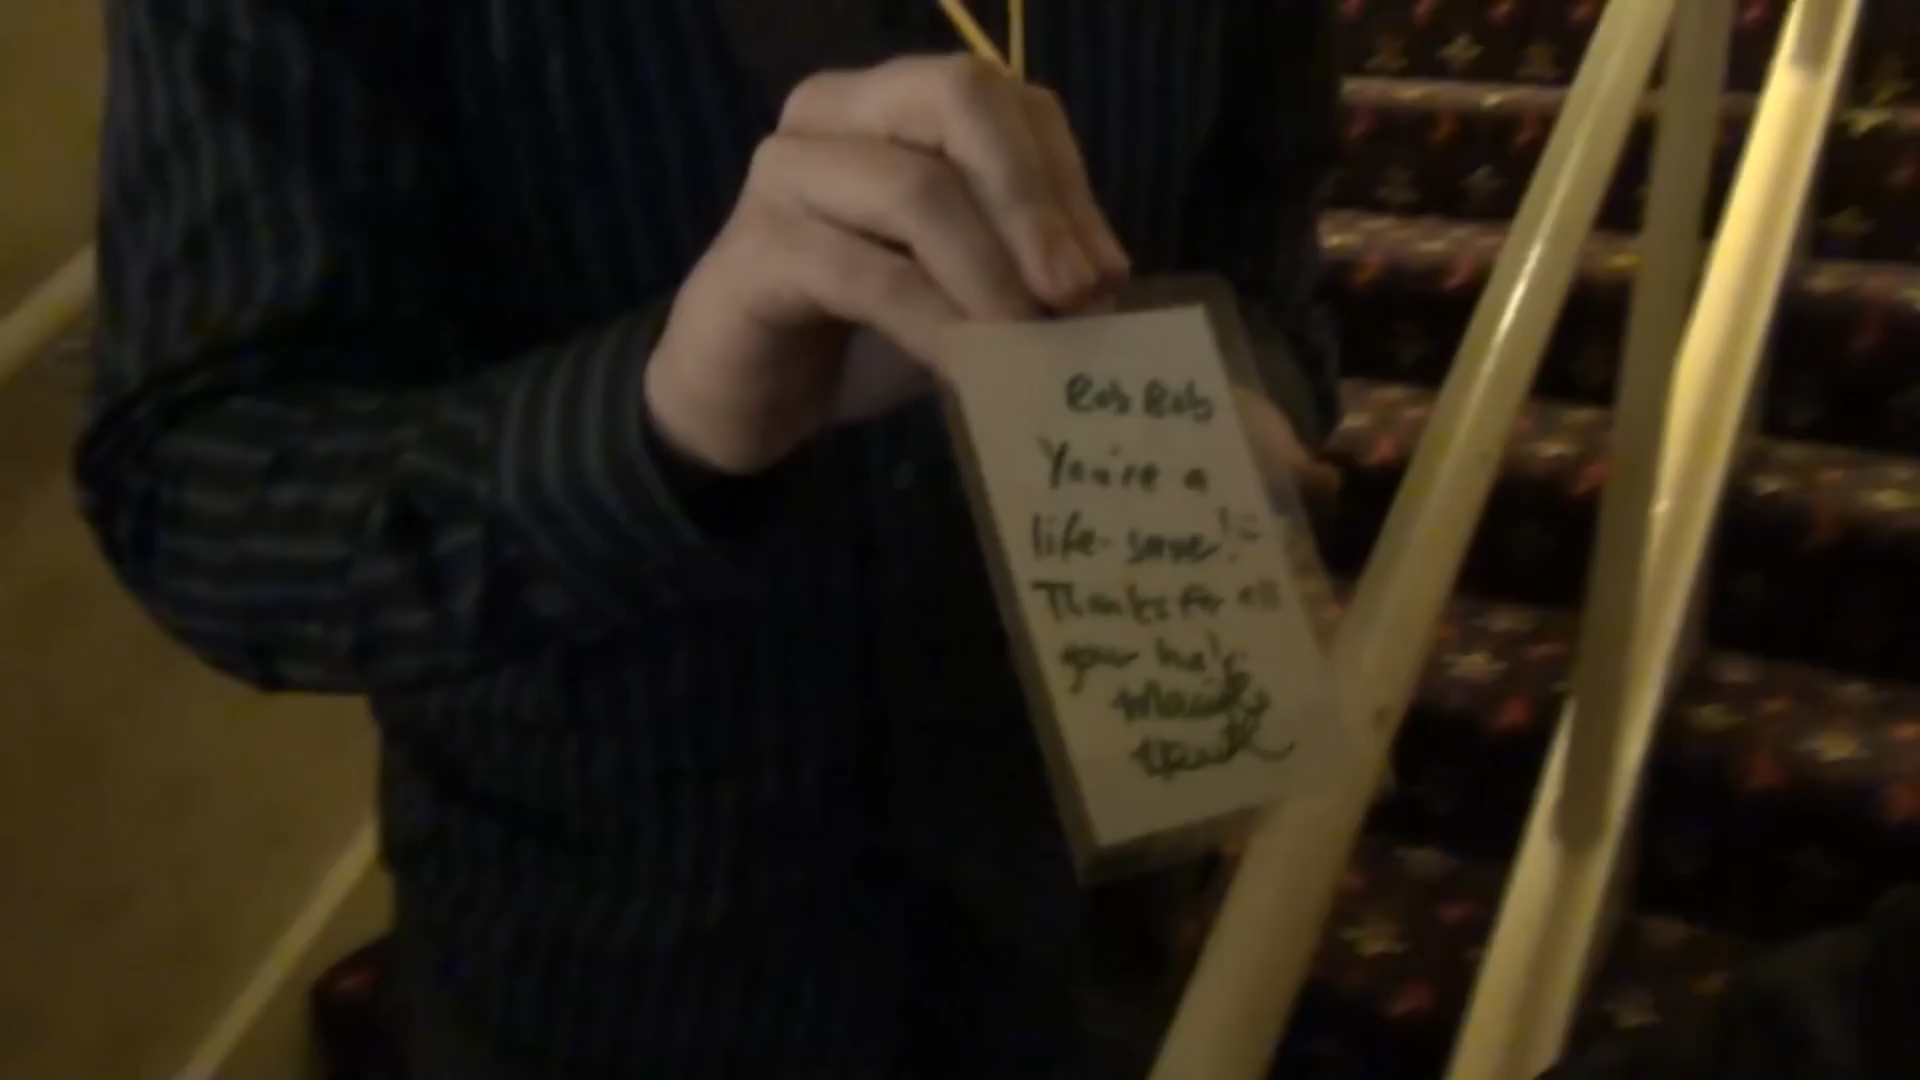 Rob Rob
You're a
life-saver!
Thanks for all
your help